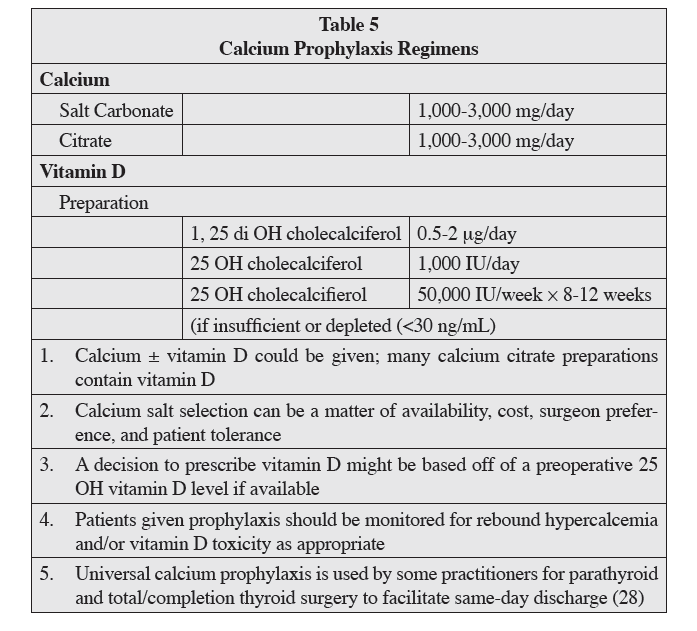 Table 5
Calcium Prophylaxis Regimens
Calcium
Salt Carbonate 1,000-3,000 mg/day
Citrate 1,000-3,000 mg/day
Vitamin D
Preparation
1, 25 di OH cholecalciferol 0.5-2 µg/day
25 OH cholecalciferol 1,000 IU/day
25 OH cholecalcifierol 50,000 IU/week × 8-12 weeks
(if insufficient or depleted (<30 ng/mL)
1. Calcium ± vitamin D could be given; many calcium citrate preparations
contain vitamin D
2. Calcium salt selection can be a matter of availability, cost, surgeon prefer-
ence, and patient tolerance
3. A decision to prescribe vitamin D might be based off of a preoperative 25
OH vitamin D level if available
4. Patients given prophylaxis should be monitored for rebound hypercalcemia
and/or vitamin D toxicity as appropriate
5. Universal calcium prophylaxis is used by some practitioners for parathyroid
and total/completion thyroid surgery to facilitate same-day discharge (28)